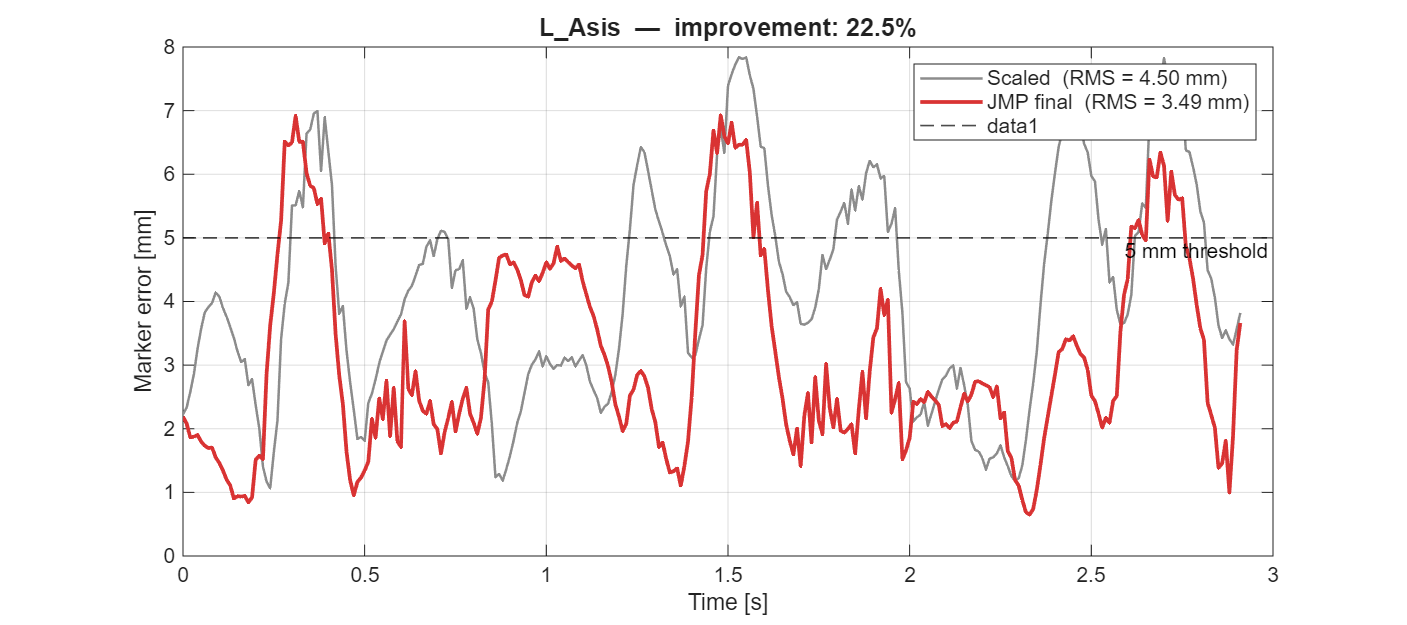 L_Asis — improvement: 22.5%
8
7
6
5
4
3
2
1
0
Marker error [mm]
Scaled (RMS = 4.50 mm)
JMP final (RMS = 3.49 mm)
data1
5 mm threshold
0
0.5
1
1.5
2
2.5
3
Time [s]